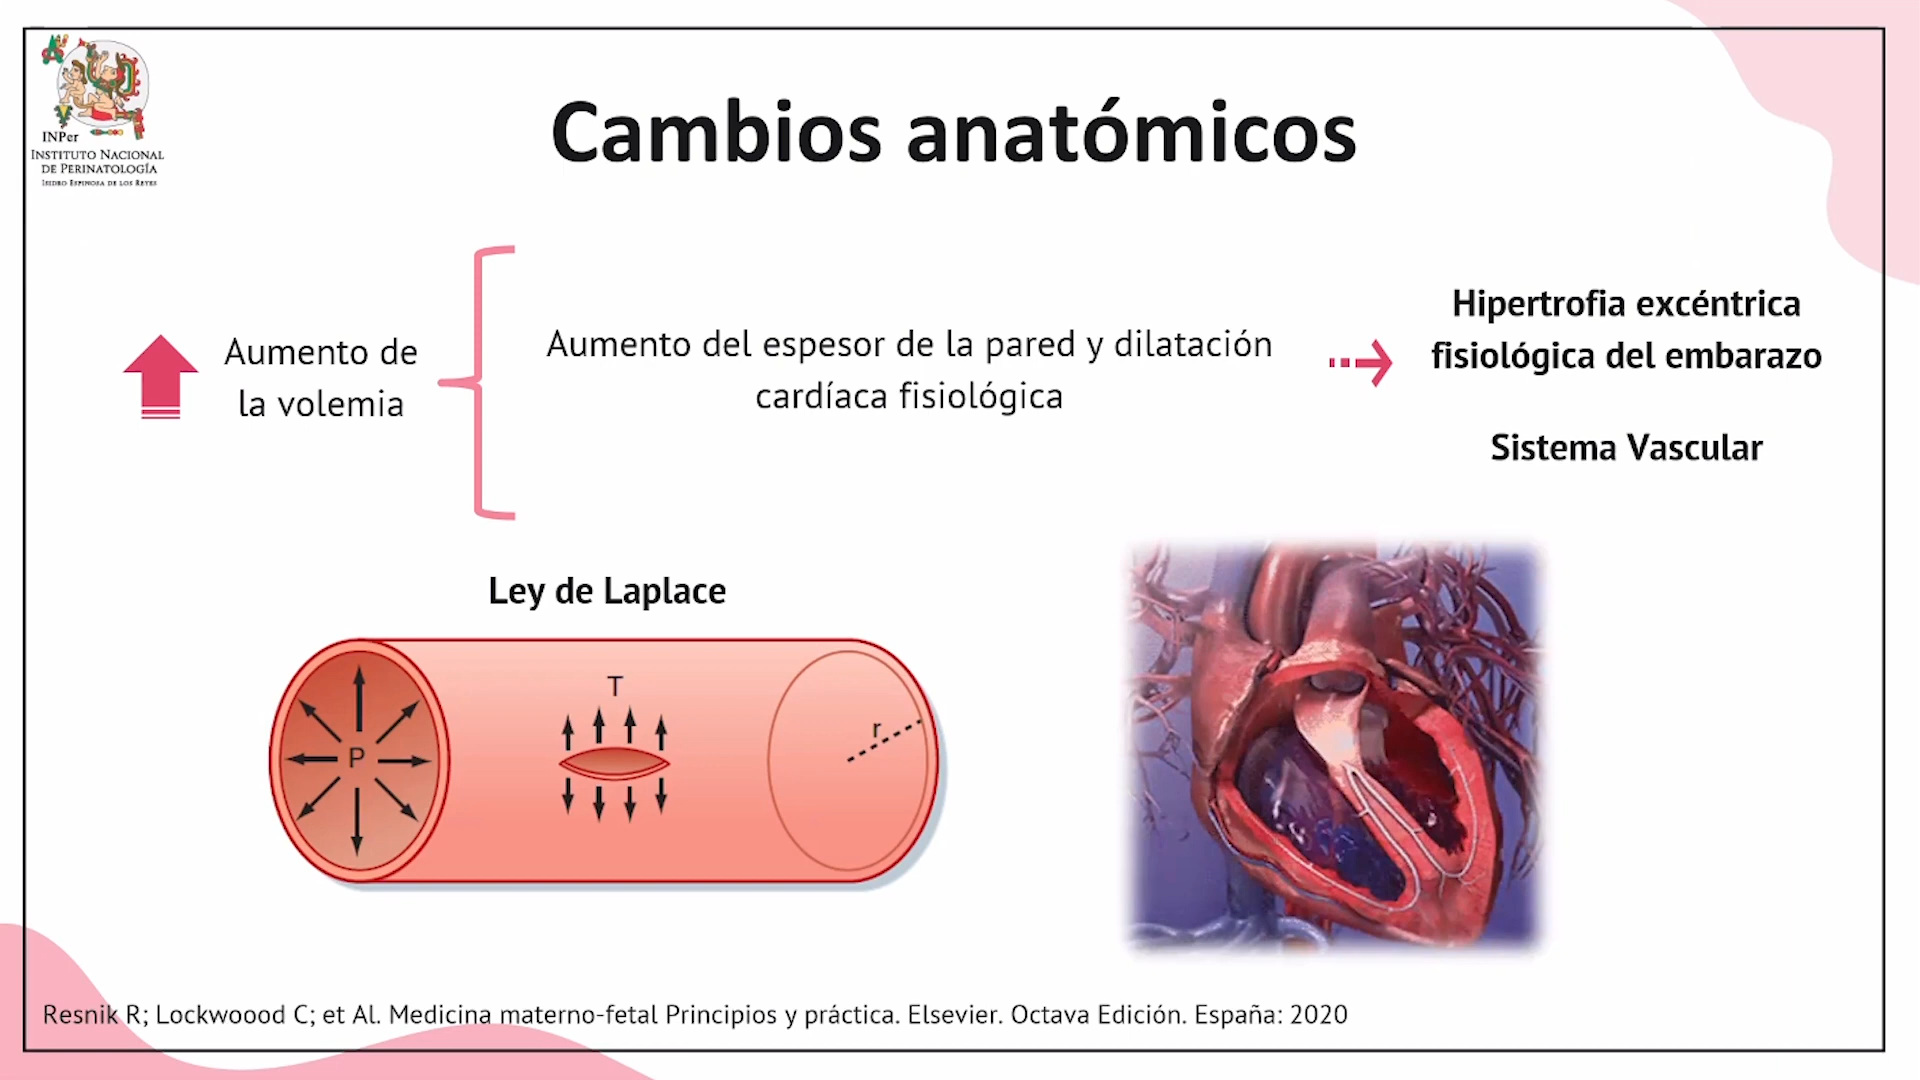 INPer
INSTITUTO NACIONAL
DE PERINATOLOGÍA
ISIDRO ESPINOSA DE LOS REYES
Cambios anatómicos
Aumento de
la volemia
Aumento del espesor de la pared y dilatación
cardíaca fisiológica
Hipertrofia excéntrica
fisiológica del embarazo
Sistema Vascular
Ley de Laplace
T
P
r
Resnik R; Lockwoood C; et Al. Medicina materno-fetal Principios y práctica. Elsevier. Octava Edición. España: 2020